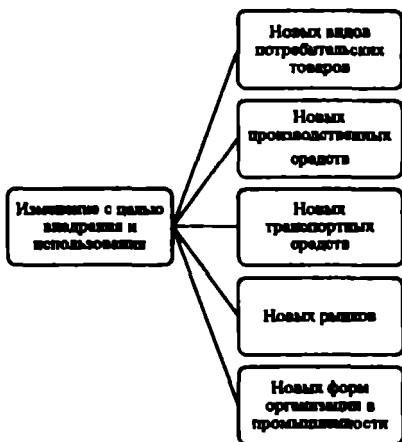 Новых видов
потребительских
товаров
Новых
производственных
средств
Изменение с целью
внедрения и
использования
Новых
транспортных
средств
Новых рынков
Новых форм
организации в
промышленности